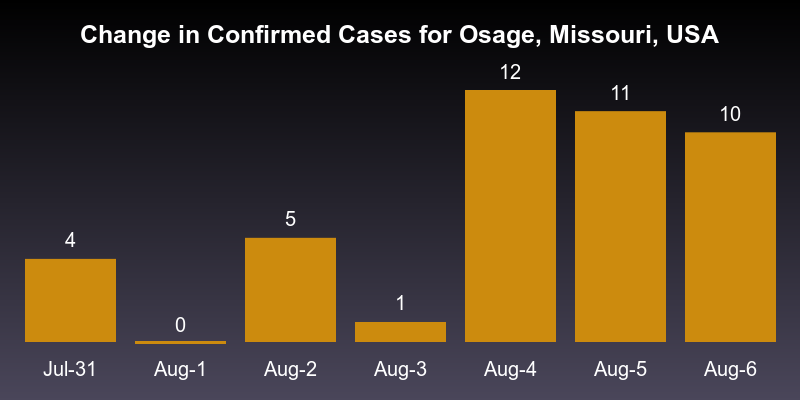 Change in Confirmed Cases for Osage, Missouri, USA
4
0
5
1
12
11
10
Jul-31
Aug-1
Aug-2
Aug-3
Aug-4
Aug-5
Aug-6